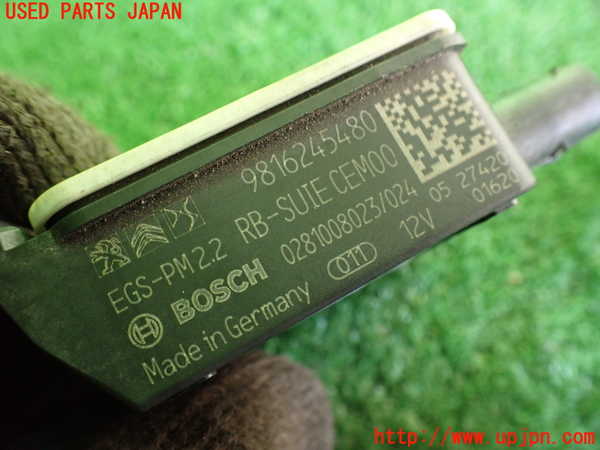 USED PARTS JAPAN
9816245480
RB-SUIE CEM00
0281008023/024
05 27420
12V 01620
EGS-PM2.2
BOSCH
011
Made in Germany
http://www.upjpn.com/